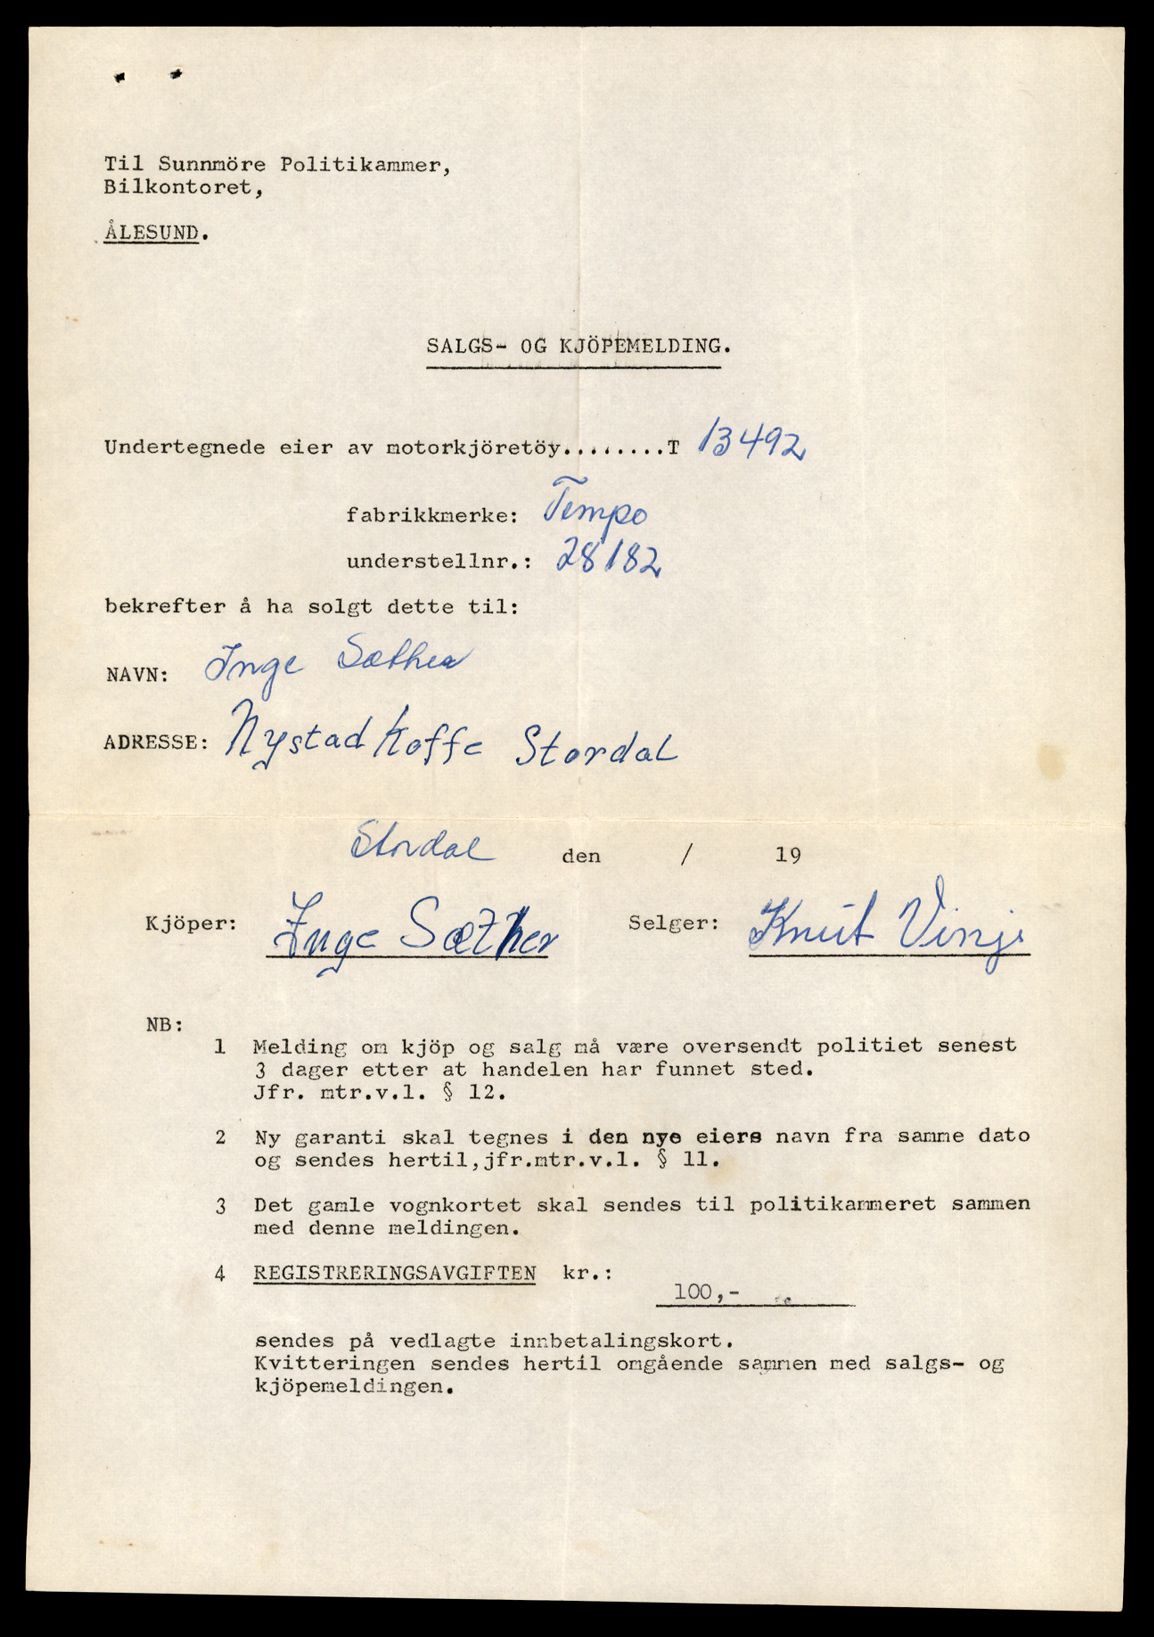 Til Sunnmöre Politikammer,
Bilkontoret,
ÅLESUND.
SALGS- OG KJÖPEMELDING.
Undertegnede eier av motorkjöretöy........T 13492
fabrikkmerke: Tempo
understellnr.: 28182
bekrefter å ha solgt dette til:
NAVN: Inge Sæther
ADRESSE: Nystad Stordal
Stordal den / 19
Kjöper: Inge Sæther Selger: Knut Vinje
NB:
1 Melding om kjöp og salg må være oversendt politiet senest
3 dager etter at handelen har funnet sted.
Jfr. mtr.v.l. § 12.
2 Ny garanti skal tegnes i den nye eiers navn fra samme dato
og sendes hertil,jfr.mtr.v.l. § 11.
3 Det gamle vognkortet skal sendes til politikammeret sammen
med denne meldingen.
4 REGISTRERINGSAVGIFTEN kr.:
100,-
sendes på vedlagte innbetalingskort.
Kvitteringen sendes hertil omgående sammen med salgs- og
kjöpemeldingen.